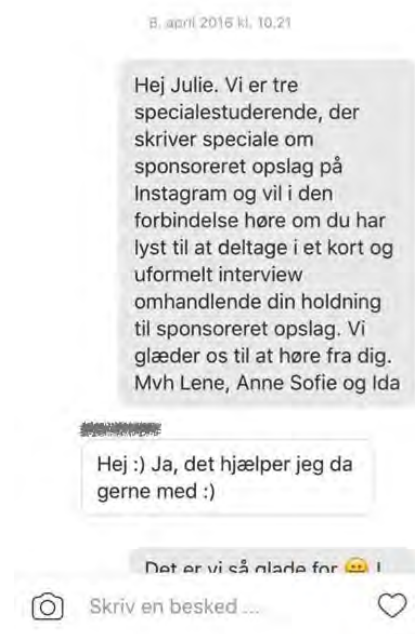 8. april 2016 kl. 10.21
Hej Julie. Vi er tre
specialestuderende, der
skriver speciale om
sponsoreret opslag på
Instagram og vil i den
forbindelse høre om du har
lyst til at deltage i et kort og
uformelt interview
omhandlende din holdning
til sponsoreret opslag. Vi
glæder os til at høre fra dig.
Mvh Lene, Anne Sofie og Ida
Hej :) Ja, det hjælper jeg da
gerne med :)
Det er vi så glade for 😀 !
Skriv en besked ...